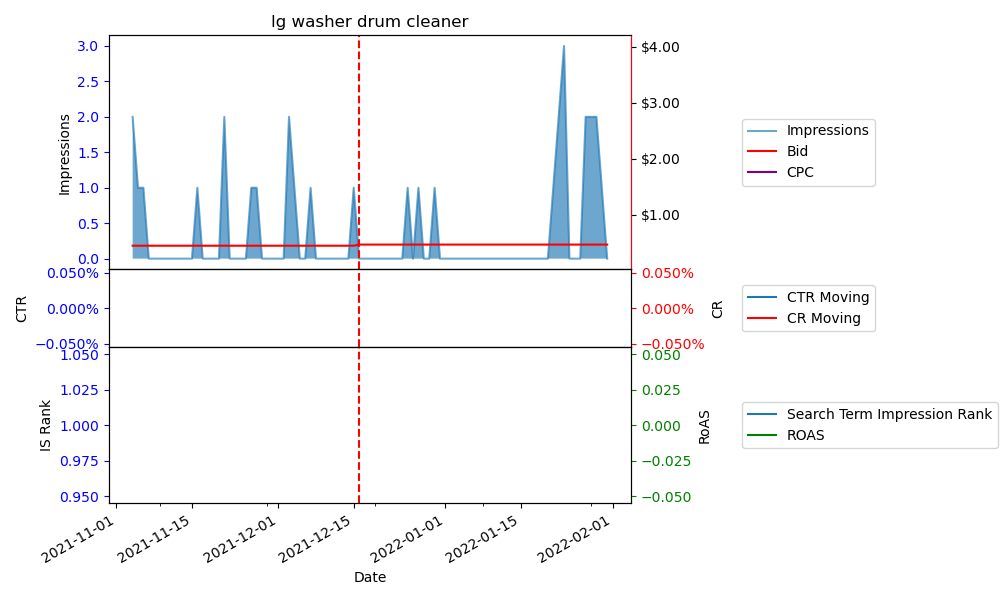 lg washer drum cleaner
3.0
2.5
2.0
1.5
1.0
0.5
0.0
Impressions
$4.00
$3.00
$2.00
$1.00
Impressions
Bid
CPC
0.050%
0.000%
−0.050%
CTR
0.050%
0.000%
−0.050%
CR
CTR Moving
CR Moving
1.050
1.025
1.000
0.975
0.950
IS Rank
0.050
0.025
0.000
−0.025
−0.050
RoAS
Search Term Impression Rank
ROAS
2021-11-01
2021-11-15
2021-12-01
2021-12-15
2022-01-01
2022-01-15
2022-02-01
Date